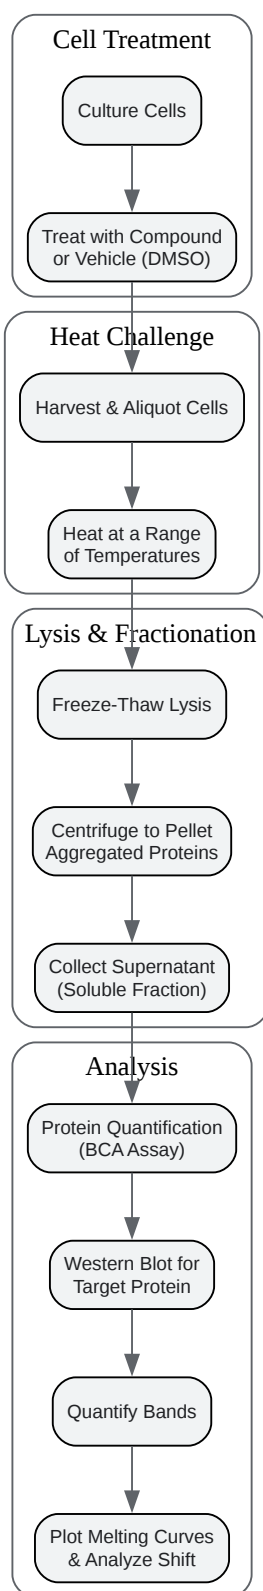 Cell Treatment
Culture Cells
Treat with Compound
or Vehicle (DMSO)
Heat Challenge
Harvest & Aliquot Cells
Heat at a Range
of Temperatures
Lysis & Fractionation
Freeze-Thaw Lysis
Centrifuge to Pellet
Aggregated Proteins
Collect Supernatant
(Soluble Fraction)
Analysis
Protein Quantification
(BCA Assay)
Western Blot for
Target Protein
Quantify Bands
Plot Melting Curves
& Analyze Shift